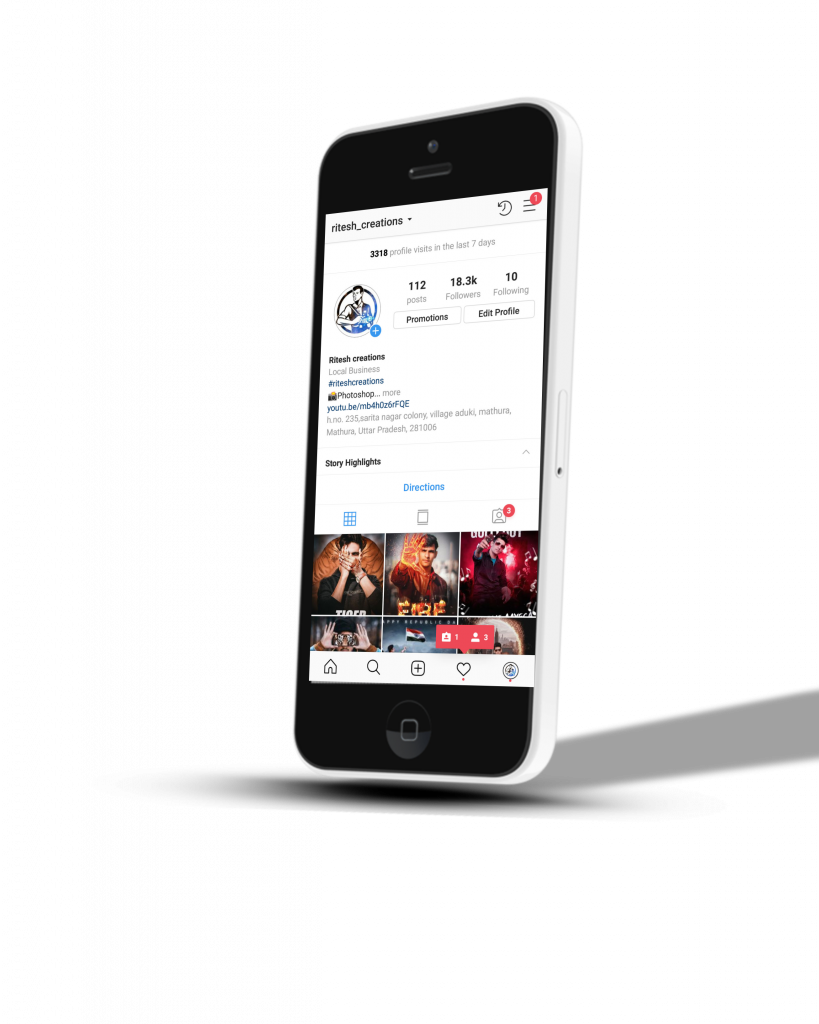 ritesh_creations
1
3318 profile visits in the last 7 days
112
18.3k
10
posts
Followers
Following
Promotions
Edit Profile
Ritesh creations
Local Business
#riteshcreations
📸Photoshop... more
youtu.be/mb4h0z6rFQE
h.no. 235,sarita nagar colony, village aduki, mathura,
Mathura, Uttar Pradesh, 281006
Story Highlights
Directions
3
TIGER
REPUBLIC
1 3